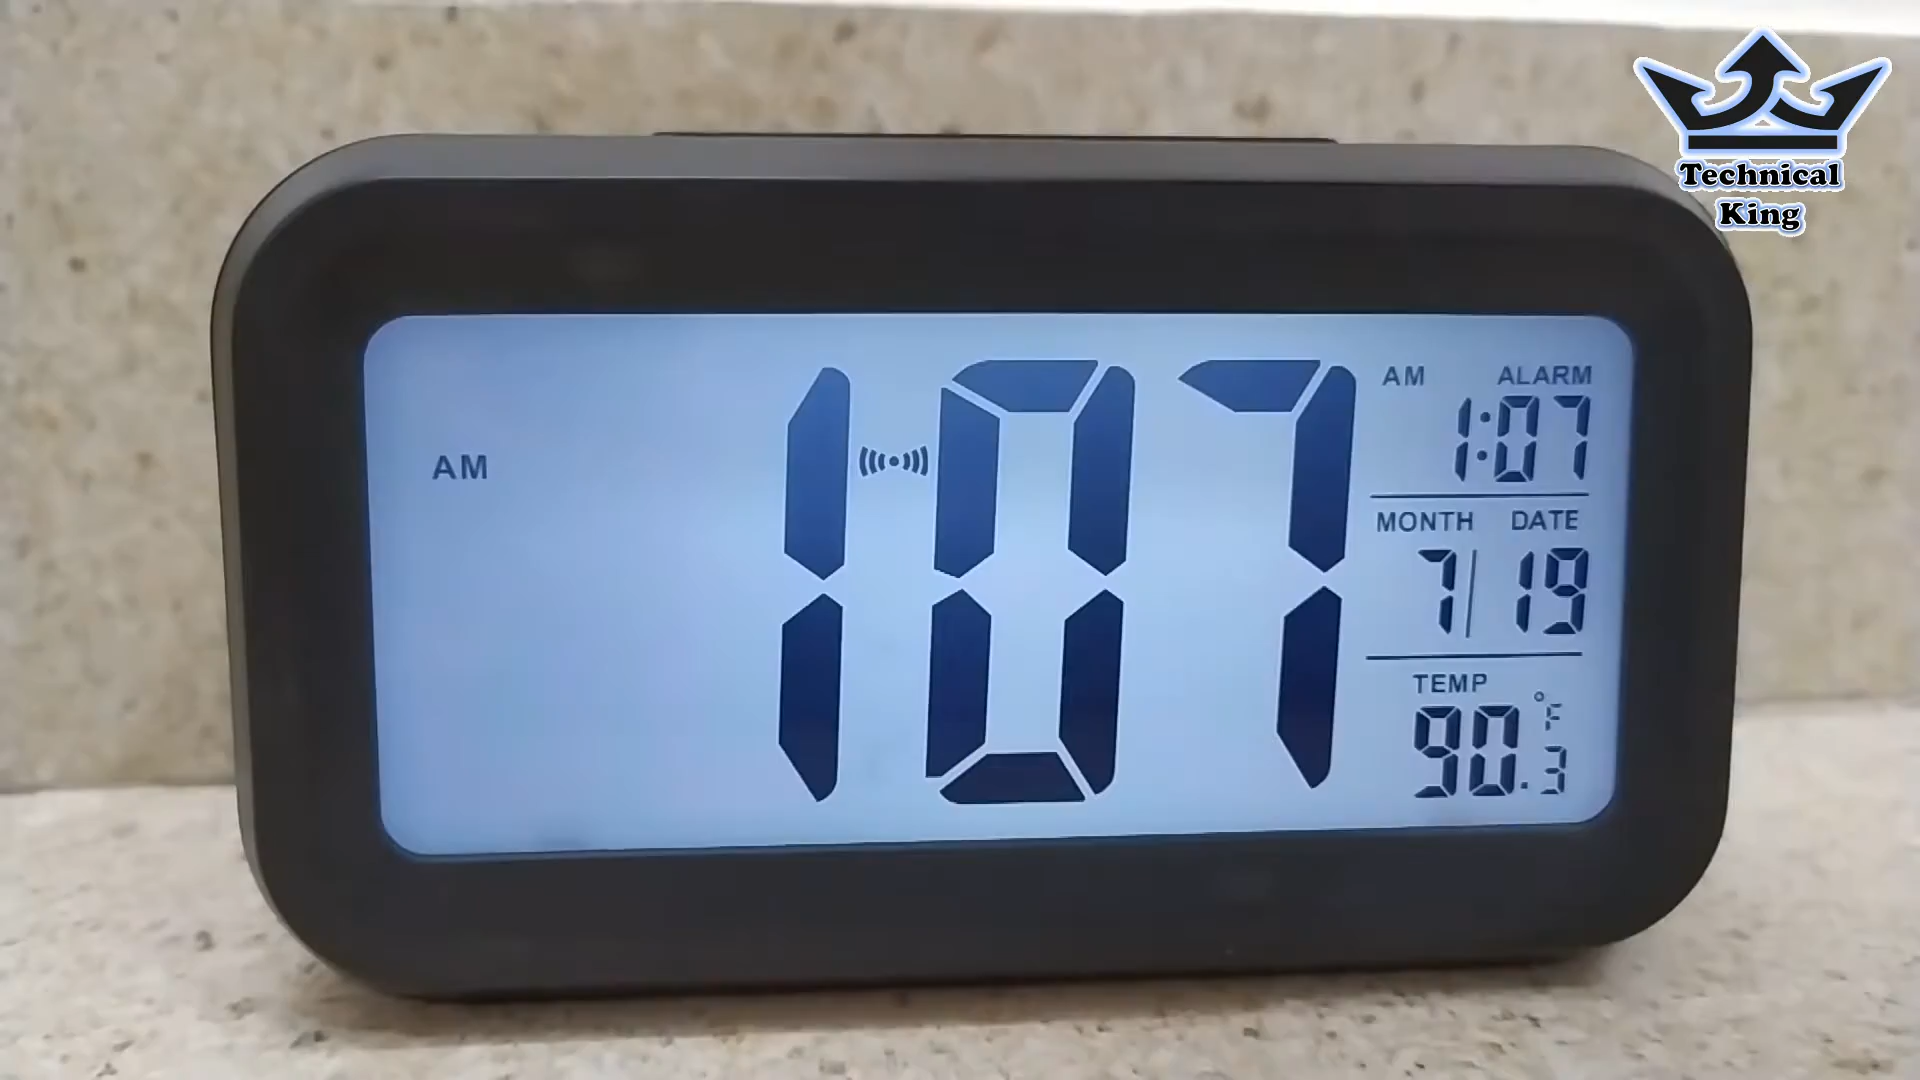 AM
107
AM ALARM
1:07
MONTH DATE
7/19
TEMP
90.3 °F
Technical
King